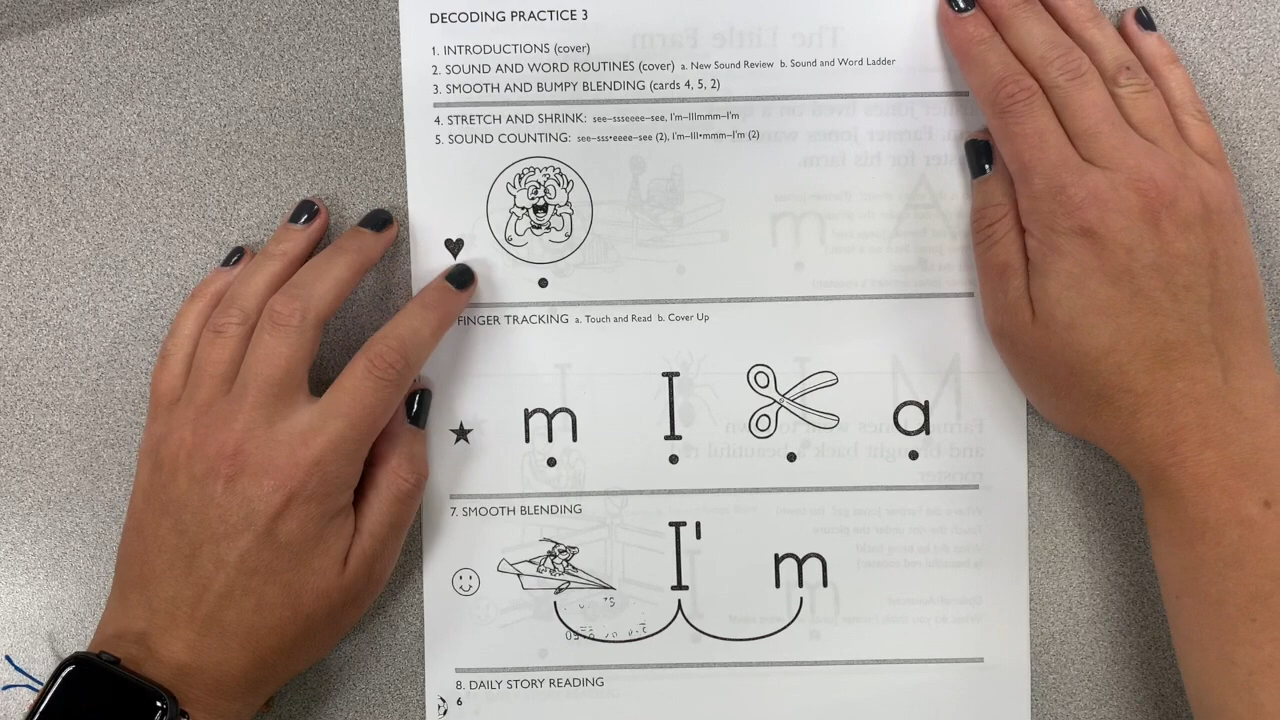 DECODING PRACTICE 3
1. INTRODUCTIONS (cover)
2. SOUND AND WORD ROUTINES (cover) a. New Sound Review b. Sound and Word Ladder
3. SMOOTH AND BUMPY BLENDING (cards 4, 5, 2)
4. STRETCH AND SHRINK: see–ssseeee–see, I'm–IIImmm–I'm
5. SOUND COUNTING: see–sss•eeee–see (2), I'm–III•mmm–I'm (2)
FINGER TRACKING a. Touch and Read b. Cover Up
m I a
7. SMOOTH BLENDING
I' m
8. DAILY STORY READING
6